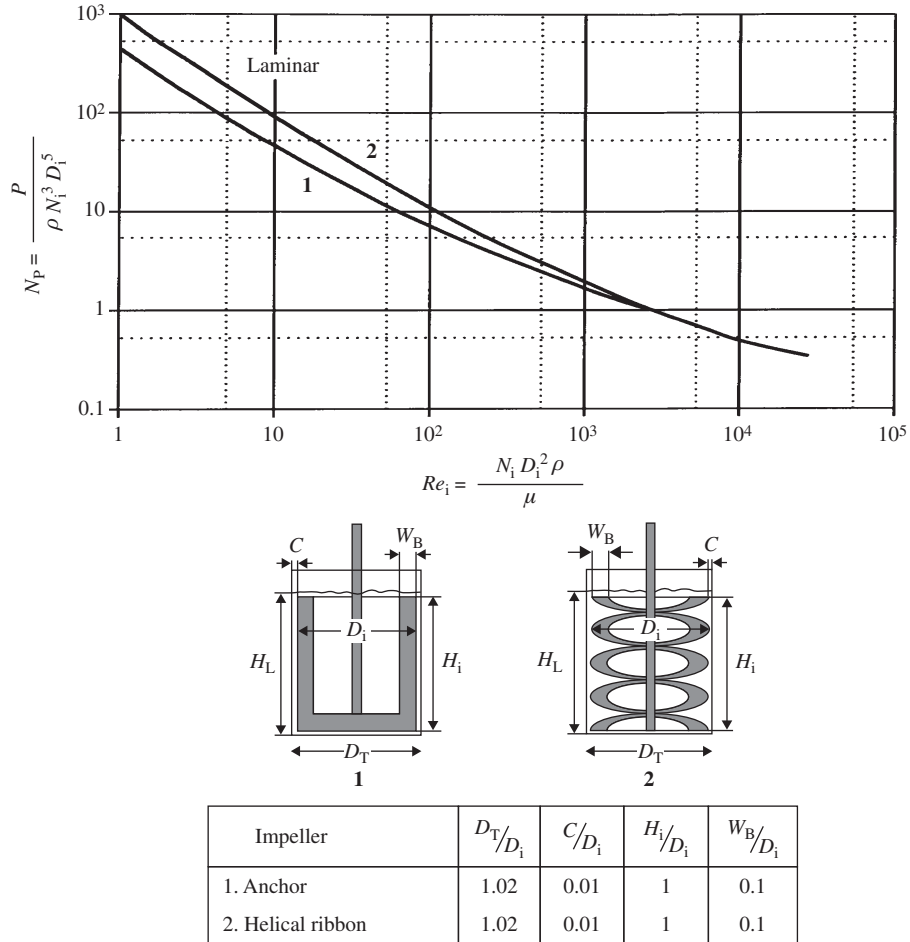 10³
Laminar
10²
2
1
10
1
0.1
N_P = P / ρ N_i³ D_i⁵
1 10 10² 10³ 10⁴ 10⁵
Re_i = N_i D_i² ρ / μ
C W_B W_B C
D_i D_i
H_L H_i H_L H_i
D_T D_T
1 2
Impeller D_T/D_i C/D_i H_i/D_i W_B/D_i
1. Anchor 1.02 0.01 1 0.1
2. Helical ribbon 1.02 0.01 1 0.1